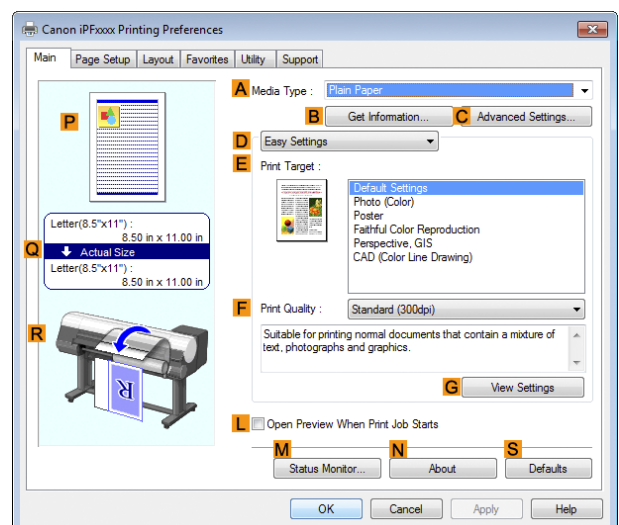 Canon iPFxxxx Printing Preferences
Main Page Setup Layout Favorites Utility Support
A Media Type : Plain Paper
B Get Information... C Advanced Settings...
P
D Easy Settings
E Print Target :
Default Settings
Photo (Color)
Poster
Faithful Color Reproduction
Perspective, GIS
CAD (Color Line Drawing)
Q
Letter(8.5"x11") :
8.50 in x 11.00 in
Actual Size
Letter(8.5"x11") :
8.50 in x 11.00 in
F Print Quality : Standard (300dpi)
Suitable for printing normal documents that contain a mixture of
text, photographs and graphics.
R
R
G View Settings
L Open Preview When Print Job Starts
M Status Monitor... N About S Defaults
OK Cancel Apply Help